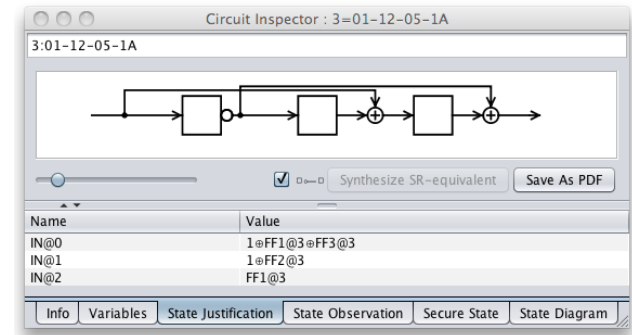 Circuit Inspector : 3=01-12-05-1A
3:01-12-05-1A
Synthesize SR-equivalent Save As PDF
Name Value
IN@0 1⊕FF1@3⊕FF3@3
IN@1 1⊕FF2@3
IN@2 FF1@3
Info Variables State Justification State Observation Secure State State Diagram